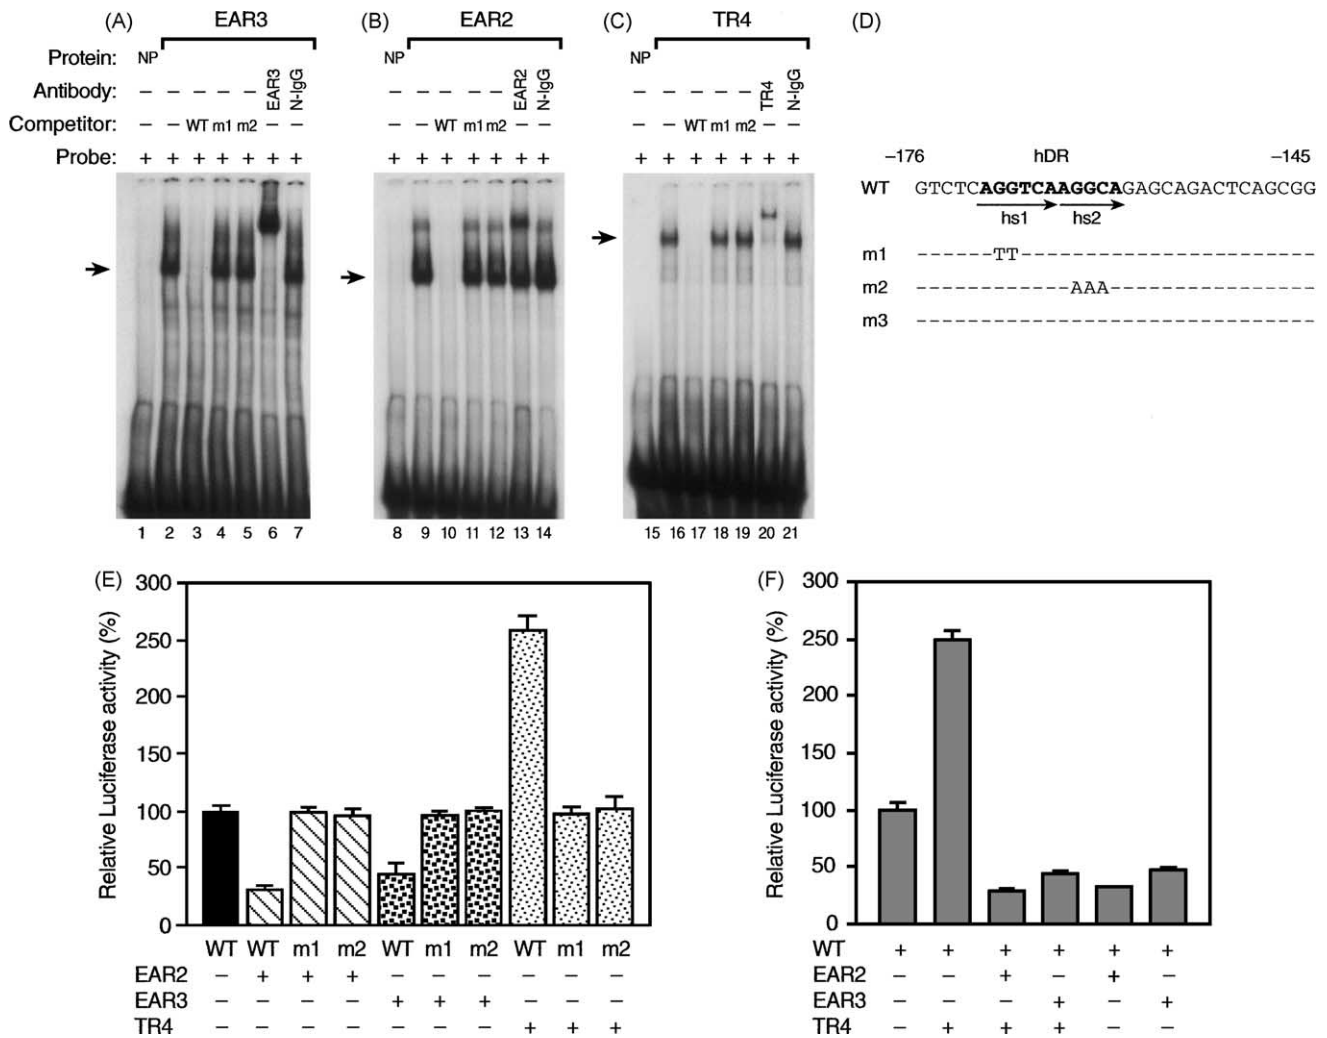 (A) EAR3 (B) EAR2 (C) TR4 (D)
Protein: NP NP NP
Antibody: – – – – – EAR3 N-IgG – – – – – EAR2 N-IgG – – – – – TR4 N-IgG
Competitor: – – WT m1 m2 – – – – WT m1 m2 – – – – WT m1 m2 – –
Probe: + + + + + + + + + + + + + + + + + + + + +
–176 hDR –145
WT GTCTCAGGTCAAGGCAGAGCAGACTCAGCGG
hs1 hs2
m1 ------TT-----------------------
m2 ------------AAA----------------
m3 -------------------------------
1 2 3 4 5 6 7 8 9 10 11 12 13 14 15 16 17 18 19 20 21
(E)
Relative Luciferase activity (%)
300
250
200
150
100
50
0
WT WT m1 m2 WT m1 m2 WT m1 m2
EAR2 – + + + – – – – – –
EAR3 – – – – + + + – – –
TR4 – – – – – – – + + +
(F)
Relative Luciferase activity (%)
300
250
200
150
100
50
0
WT + + + + + +
EAR2 – – + – + –
EAR3 – – – + – +
TR4 – + + + – –